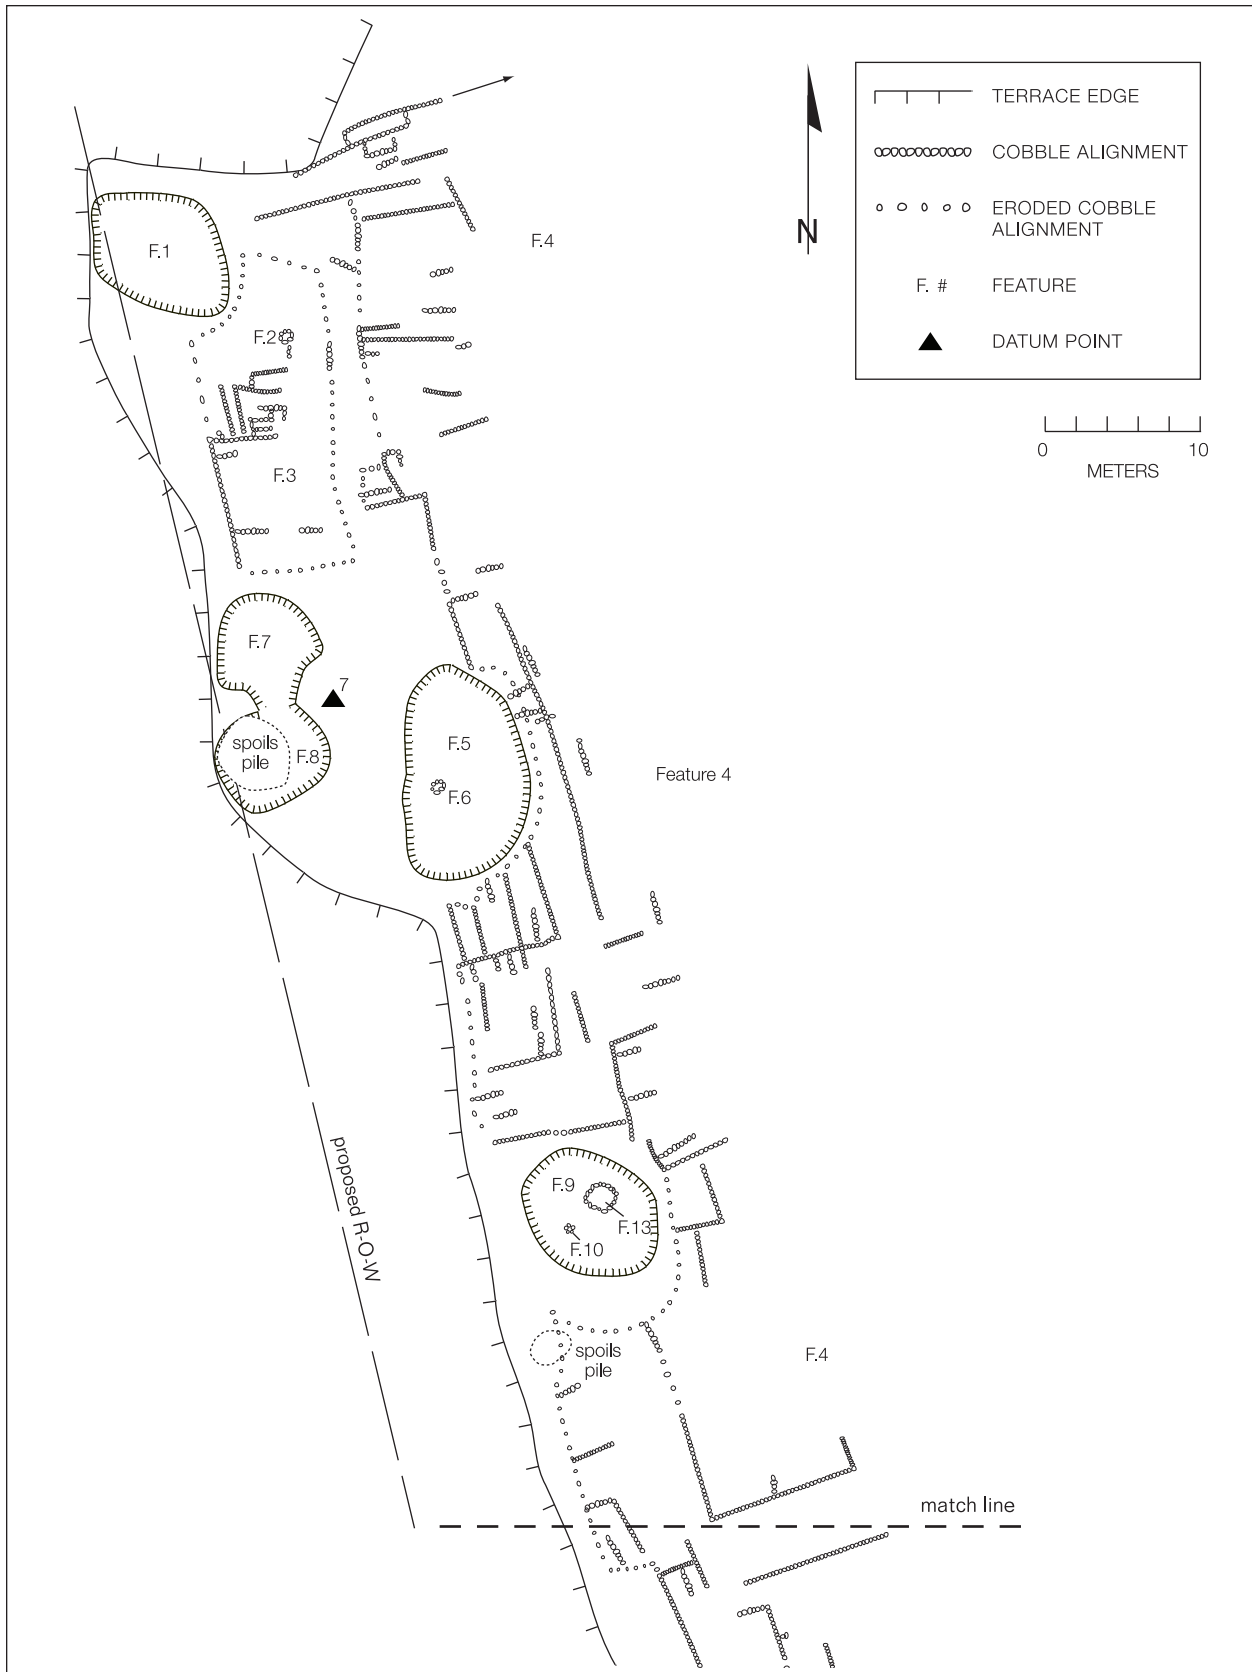 TERRACE EDGE
COBBLE ALIGNMENT
ERODED COBBLE
ALIGNMENT
F. #
FEATURE
DATUM POINT
N
0
10
METERS
F.1
F.4
F.2
F.3
F.7
7
spoils
pile
F.8
F.5
F.6
Feature 4
proposed R-O-W
F.9
F.13
F.10
spoils
pile
F.4
match line